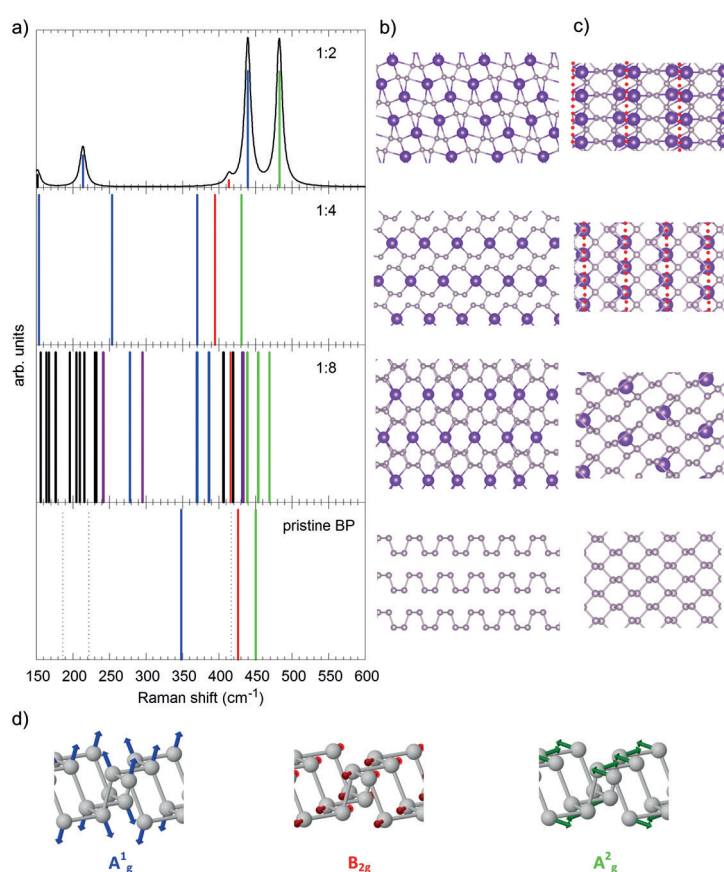 a)
b)
c)
1:2
1:4
1:8
pristine BP
arb. units
150 200 250 300 350 400 450 500 550 600
Raman shift (cm⁻¹)
d)
A¹g
B2g
A²g